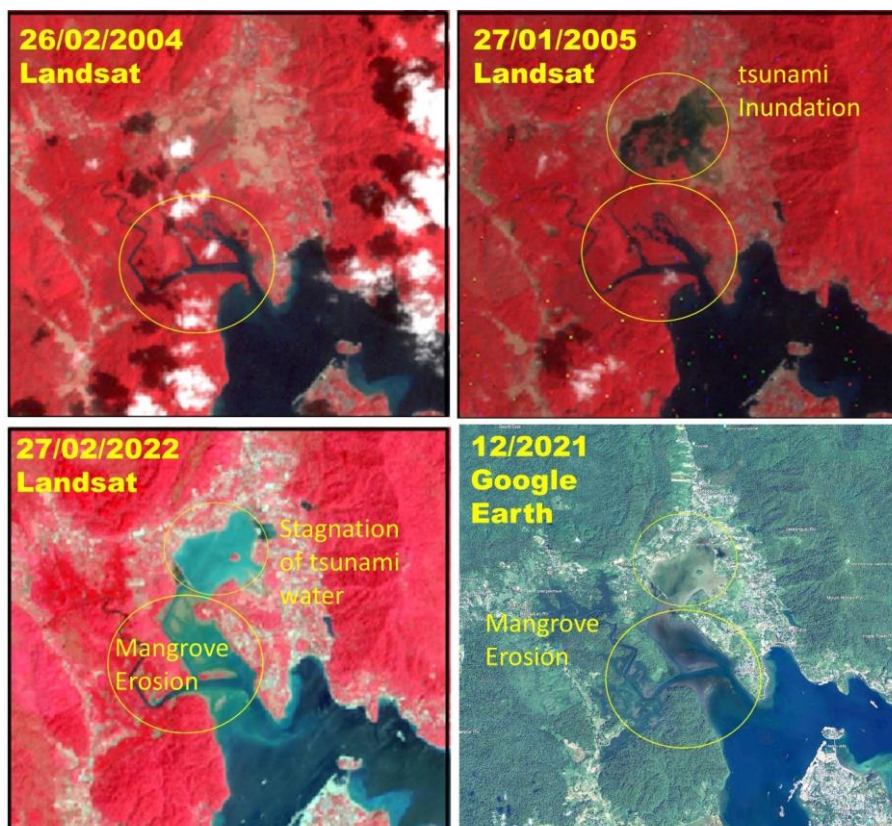 26/02/2004
Landsat
27/01/2005
Landsat
tsunami
Inundation
27/02/2022
Landsat
Stagnation
of tsunami
water
Mangrove
Erosion
12/2021
Google
Earth
Mangrove
Erosion